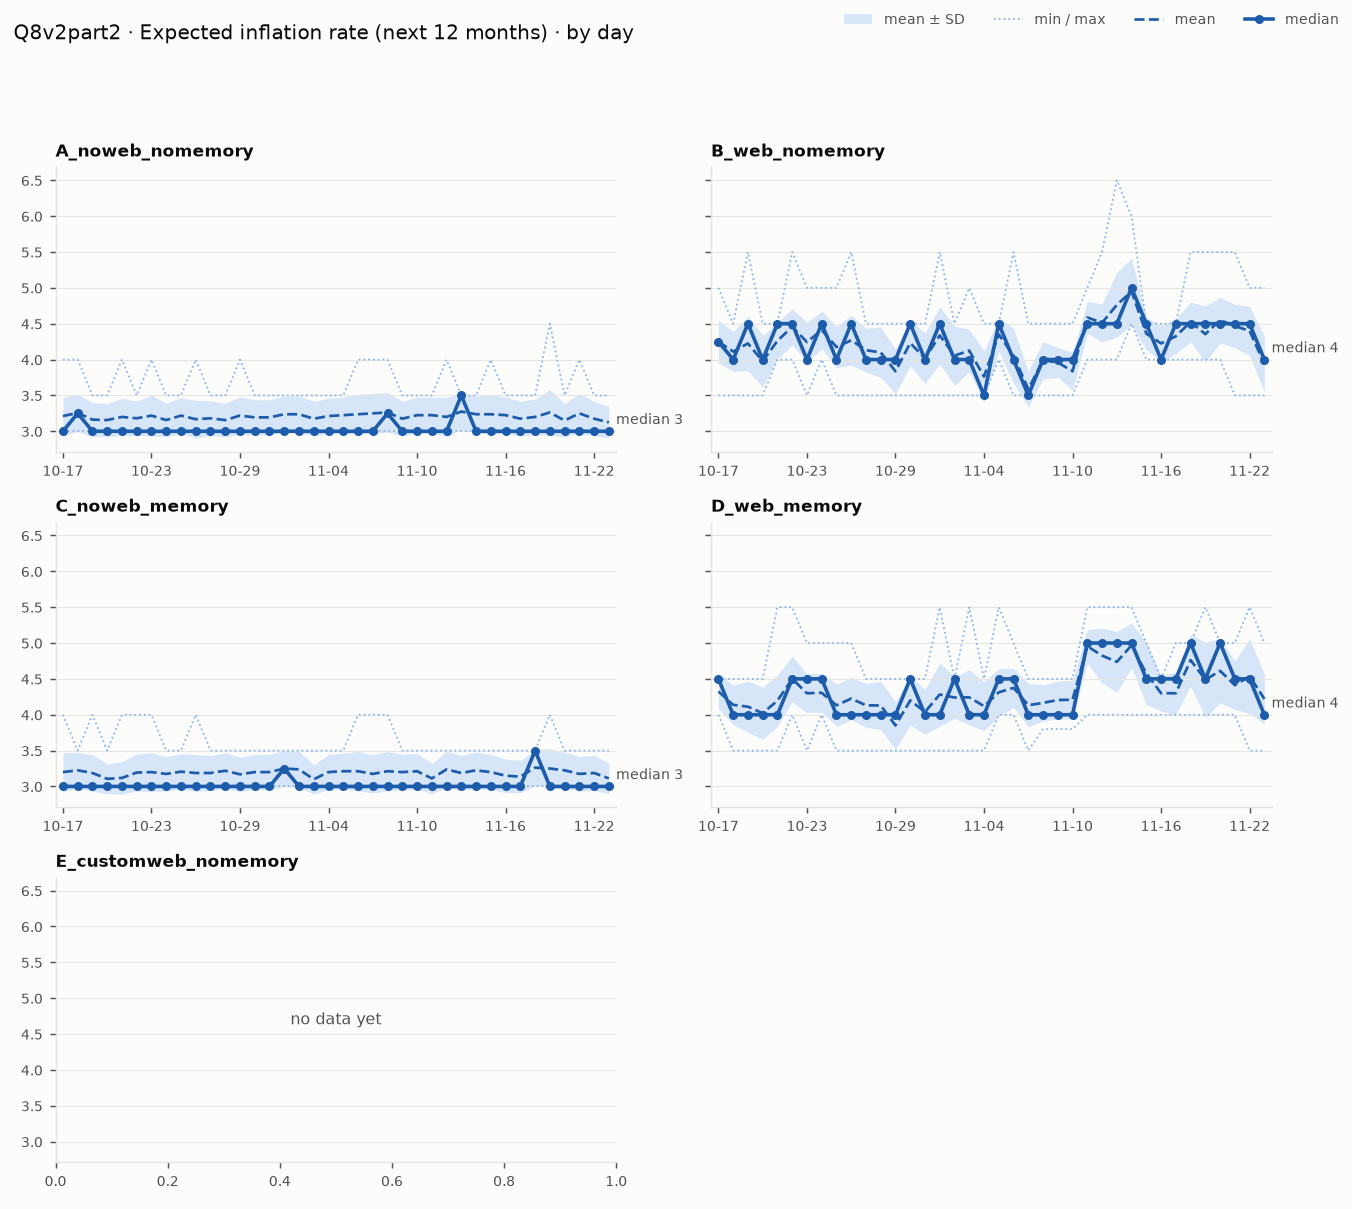 mean ± SD min / max mean median
Q8v2part2 · Expected inflation rate (next 12 months) · by day
A_noweb_nomemory
6.5
6.0
5.5
5.0
4.5
4.0
3.5
3.0
median 3
10-17 10-23 10-29 11-04 11-10 11-16 11-22
B_web_nomemory
median 4
10-17 10-23 10-29 11-04 11-10 11-16 11-22
C_noweb_memory
6.5
6.0
5.5
5.0
4.5
4.0
3.5
3.0
median 3
10-17 10-23 10-29 11-04 11-10 11-16 11-22
D_web_memory
median 4
10-17 10-23 10-29 11-04 11-10 11-16 11-22
E_customweb_nomemory
6.5
6.0
5.5
5.0
4.5
4.0
3.5
3.0
no data yet
0.0 0.2 0.4 0.6 0.8 1.0